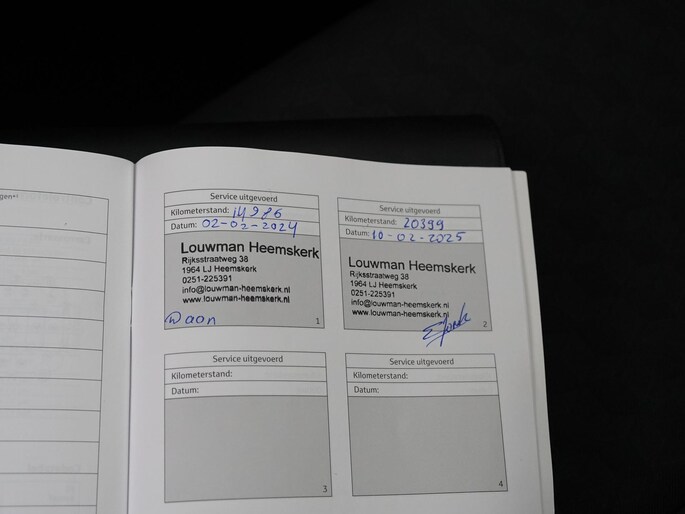 gen*⁾
Service uitgevoerd
Kilometerstand: 14986
Datum: 02-02-2024
Louwman Heemskerk
Rijksstraatweg 38
1964 LJ Heemskerk
0251-225391
info@louwman-heemskerk.nl
www.louwman-heemskerk.nl
Daan
1
Service uitgevoerd
Kilometerstand: 20399
Datum: 10-02-2025
Louwman Heemskerk
Rijksstraatweg 38
1964 LJ Heemskerk
0251-225391
info@louwman-heemskerk.nl
www.louwman-heemskerk.nl
2
Service uitgevoerd
Kilometerstand:
Datum:
3
Service uitgevoerd
Kilometerstand:
Datum:
4